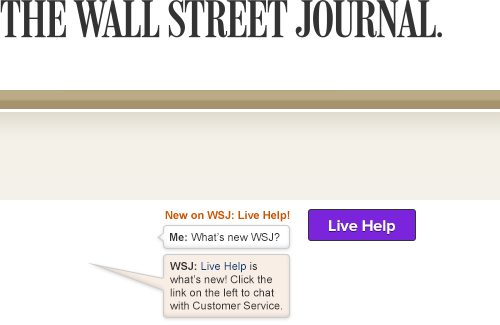 THE WALL STREET JOURNAL.
New on WSJ: Live Help!
Live Help
Me: What's new WSJ?
WSJ: Live Help is
what's new! Click the
link on the left to chat
with Customer Service.